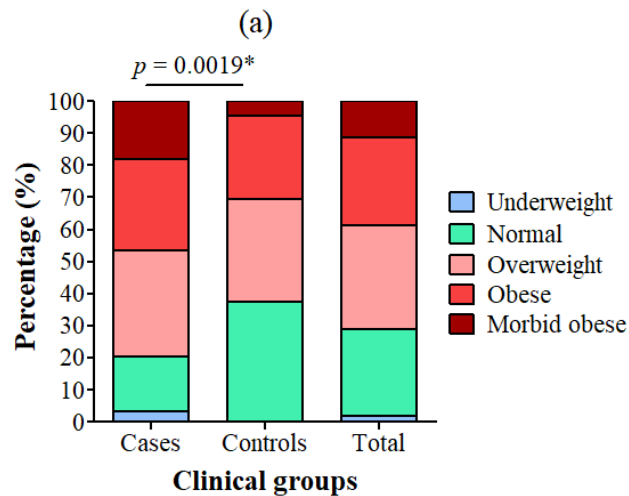 (a)
p = 0.0019*
100
90
80
70
60
50
40
30
20
10
0
Percentage (%)
Cases Controls Total
Clinical groups
Underweight
Normal
Overweight
Obese
Morbid obese